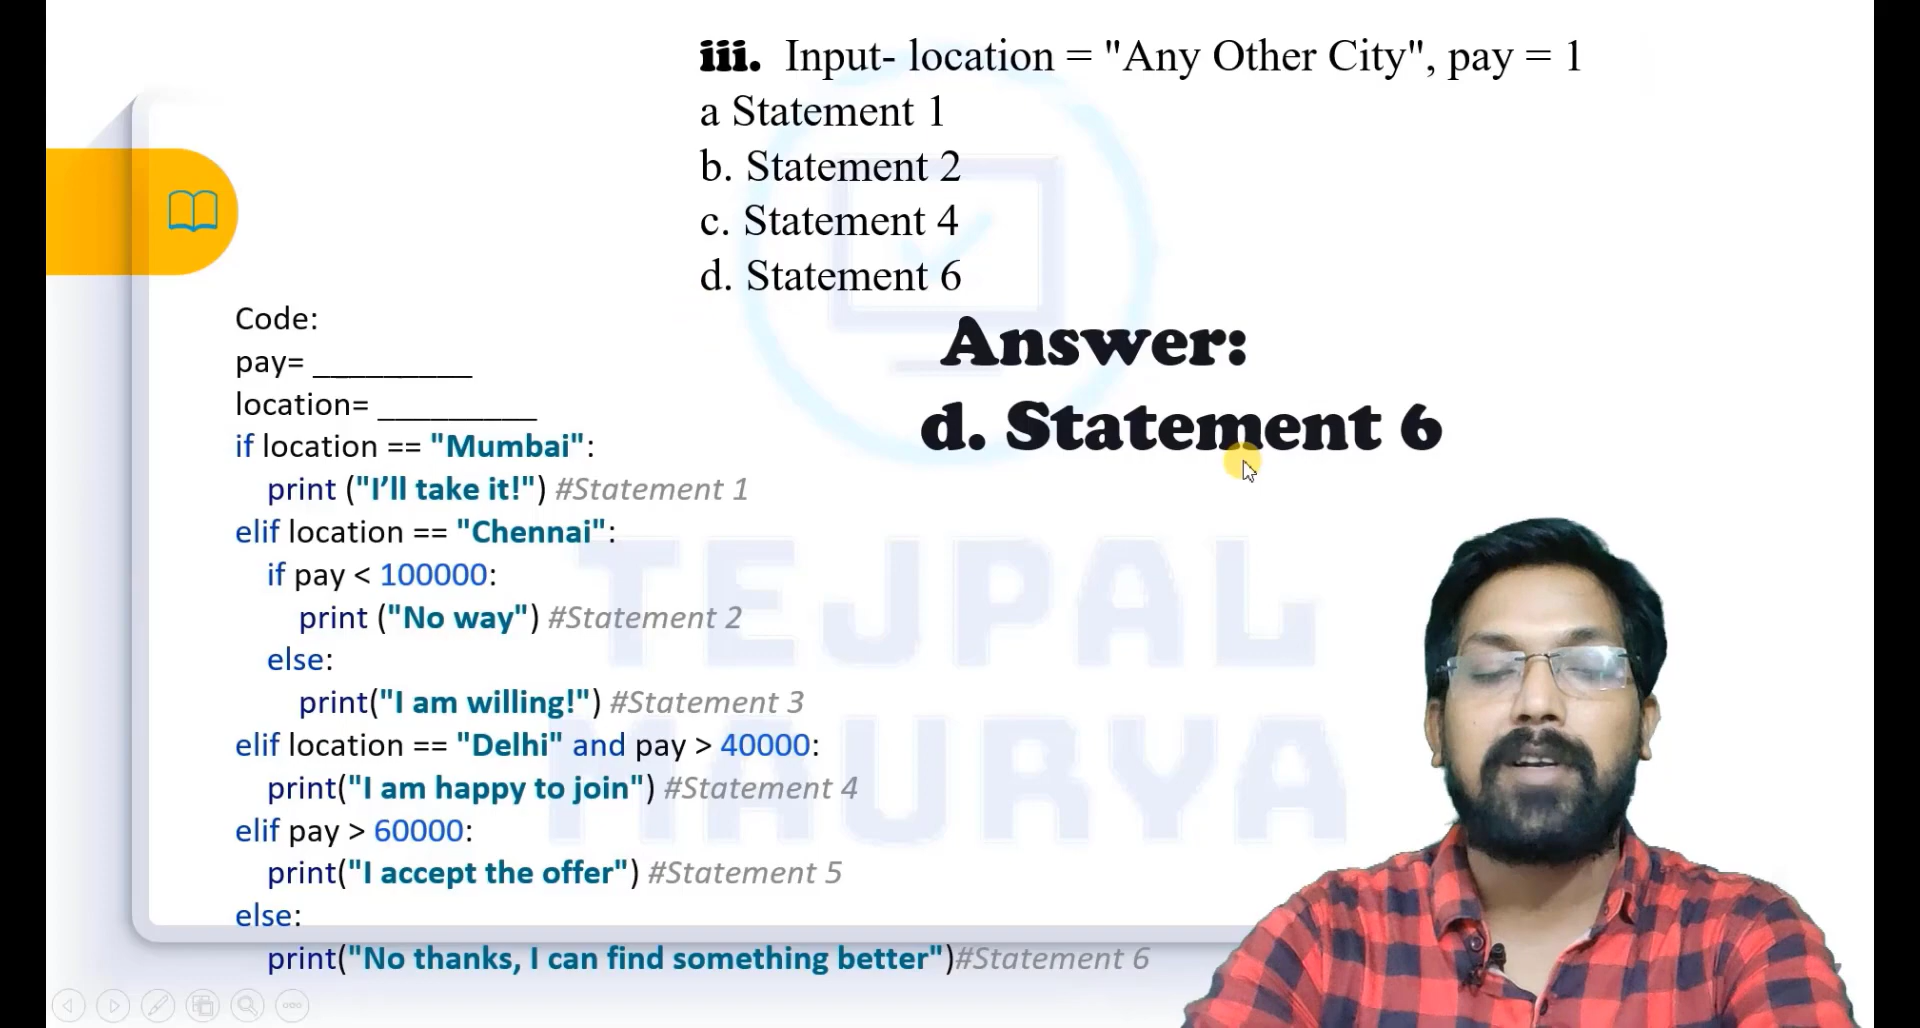 iii. Input- location = "Any Other City", pay = 1
a Statement 1
b. Statement 2
c. Statement 4
d. Statement 6
Answer:
d. Statement 6
Code:
pay= _________
location= _________
if location == "Mumbai":
print ("I’ll take it!") #Statement 1
elif location == "Chennai":
if pay < 100000:
print ("No way") #Statement 2
else:
print("I am willing!") #Statement 3
elif location == "Delhi" and pay > 40000:
print("I am happy to join") #Statement 4
elif pay > 60000:
print("I accept the offer") #Statement 5
else:
print("No thanks, I can find something better")#Statement 6
TEJPAL
MAURYA